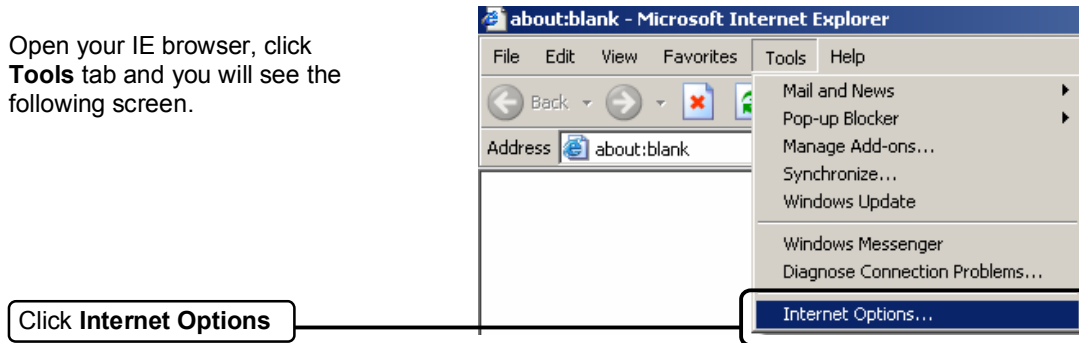 Open your IE browser, click
Tools tab and you will see the
following screen.
Click Internet Options
about:blank - Microsoft Internet Explorer
File Edit View Favorites Tools Help
Back
Address about:blank
Mail and News
Pop-up Blocker
Manage Add-ons...
Synchronize...
Windows Update
Windows Messenger
Diagnose Connection Problems...
Internet Options...